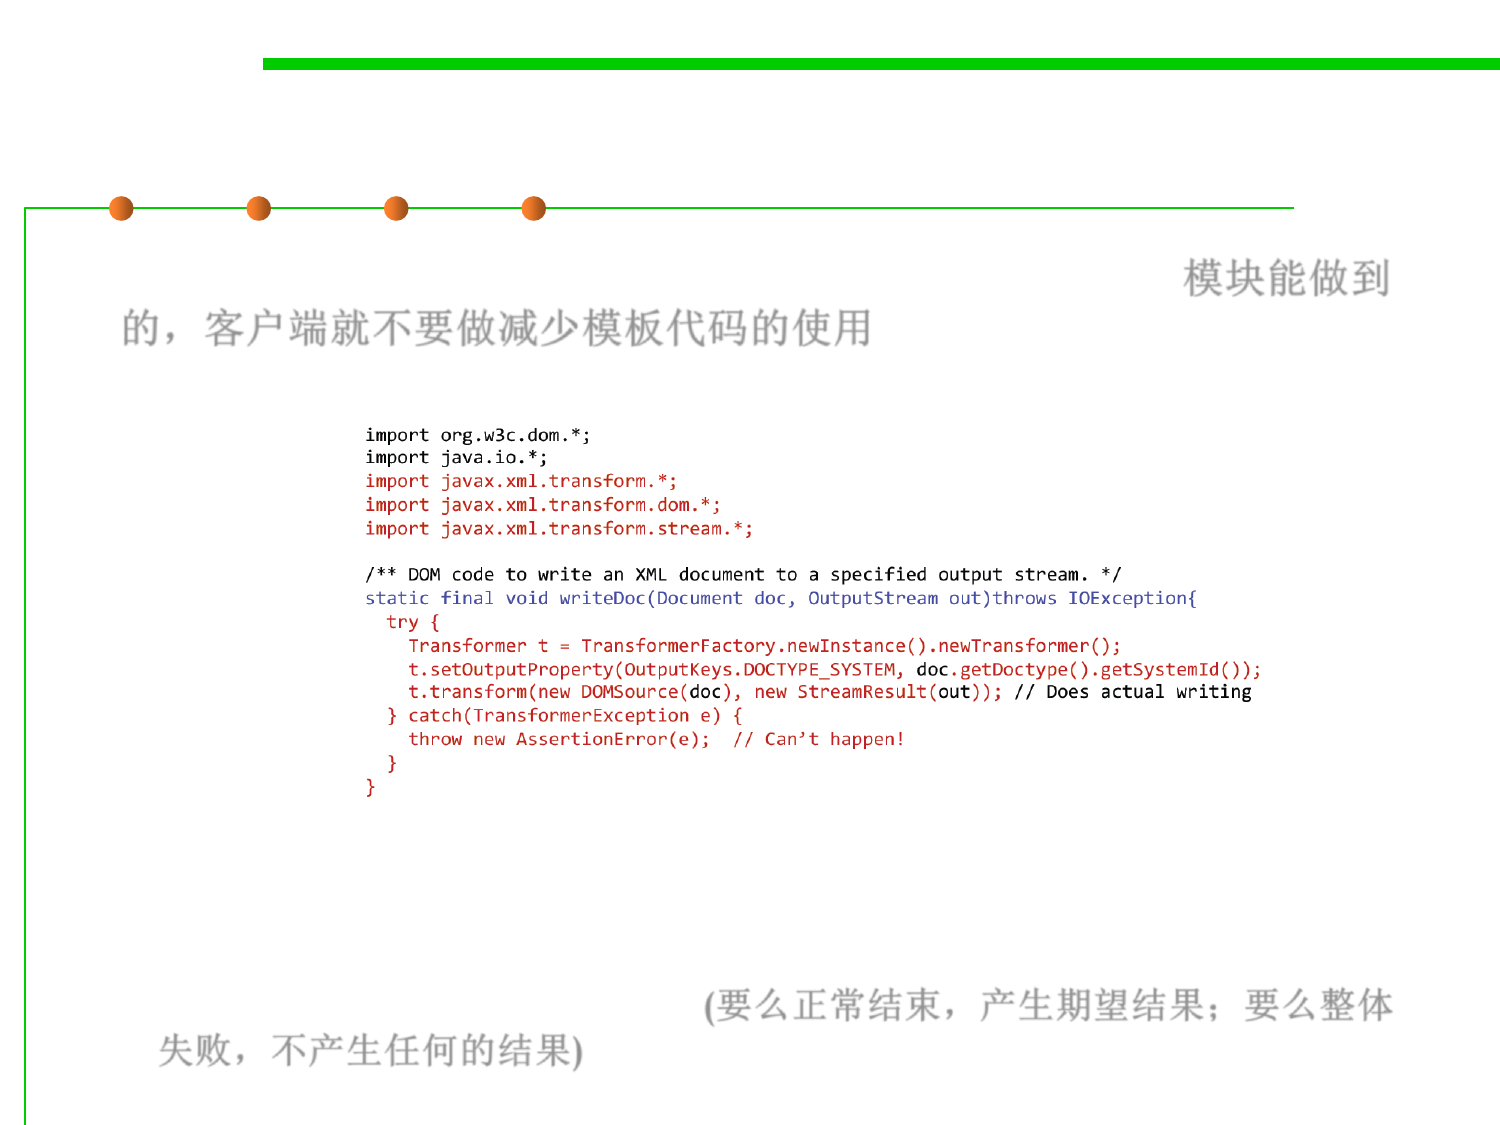 模块能做到
的，客户端就不要做减少模板代码的使用
import org.w3c.dom.*;
import java.io.*;
import javax.xml.transform.*;
import javax.xml.transform.dom.*;
import javax.xml.transform.stream.*;
/** DOM code to write an XML document to a specified output stream. */
static final void writeDoc(Document doc, OutputStream out)throws IOException{
try {
Transformer t = TransformerFactory.newInstance().newTransformer();
t.setOutputProperty(OutputKeys.DOCTYPE_SYSTEM, doc.getDoctype().getSystemId());
t.transform(new DOMSource(doc), new StreamResult(out)); // Does actual writing
} catch(TransformerException e) {
throw new AssertionError(e);  // Can’t happen!
}
}
(要么正常结束，产生期望结果；要么整体
失败，不产生任何的结果)